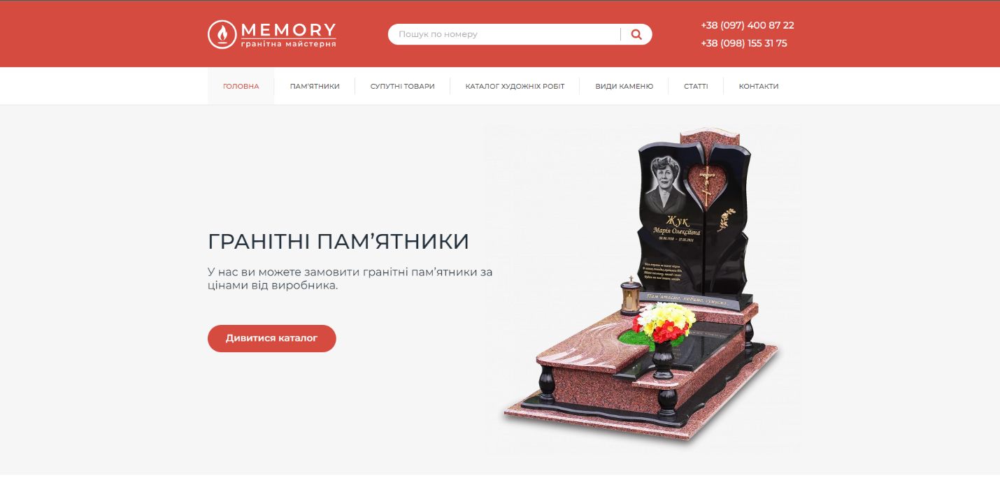 MEMORY
гранітна майстерня
Пошук по номеру
+38 (097) 400 87 22
+38 (098) 155 31 75
ГОЛОВНА
ПАМ'ЯТНИКИ
СУПУТНІ ТОВАРИ
КАТАЛОГ ХУДОЖНІХ РОБІТ
ВИДИ КАМЕНЮ
СТАТТІ
КОНТАКТИ
ГРАНІТНІ ПАМ’ЯТНИКИ
У нас ви можете замовити гранітні пам’ятники за
цінами від виробника.
Дивитися каталог
Жук
Марія Олексіївна
Пам'ятаємо, любимо, сумуємо...